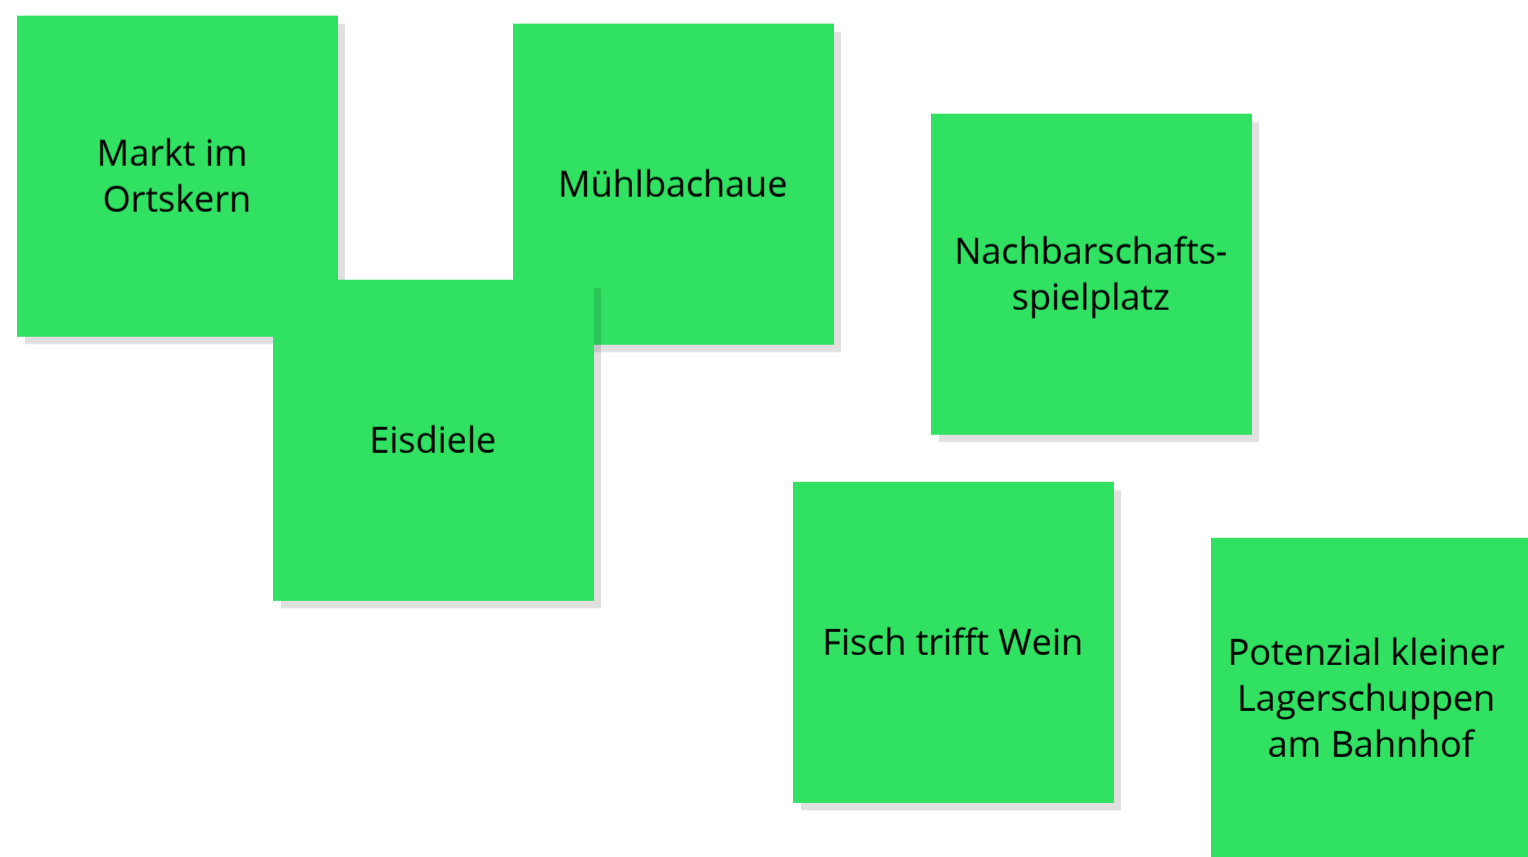 Markt im
Ortskern
Mühlbachaue
Nachbarschafts-
spielplatz
Eisdiele
Fisch trifft Wein
Potenzial kleiner
Lagerschuppen
am Bahnhof